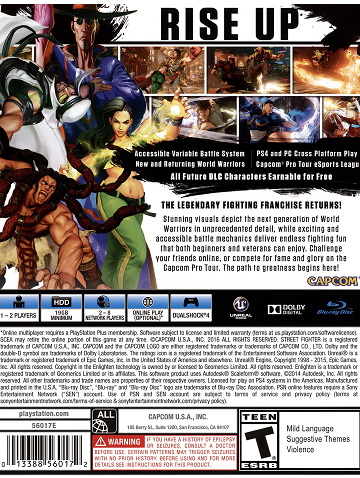 RISE UP
Accessible Variable Battle System
New and Returning World Warriors
PS4 and PC Cross Platform Play
Capcom® Pro Tour eSports Leagu
All Future DLC Characters Earnable for Free
THE LEGENDARY FIGHTING FRANCHISE RETURNS!
Stunning visuals depict the next generation of World
Warriors in unprecedented detail, while exciting and
accessible battle mechanics deliver endless fighting fun
that both beginners and veterans can enjoy. Challenge
your friends online, or compete for fame and glory on the
Capcom Pro Tour. The path to greatness begins here!
CAPCOM
1 – 2 PLAYERS
HDD
19GB
MINIMUM
2 – 8
NETWORK PLAYERS
ONLINE PLAY
(OPTIONAL)*
DUALSHOCK®4
UNREAL
ENGINE
DOLBY
DIGITAL
Blu-ray Disc
*Online multiplayer requires a PlayStation Plus membership. Software subject to license and limited warranty (terms at us.playstation.com/softwarelicense).
SCEA may retire the online portion of this game at any time. ©CAPCOM U.S.A., INC. 2016 ALL RIGHTS RESERVED. STREET FIGHTER is a registered
trademark of CAPCOM U.S.A., INC. CAPCOM and the CAPCOM LOGO are either registered trademarks or trademarks of CAPCOM CO., LTD. Dolby and the
double-D symbol are trademarks of Dolby Laboratories. The ratings icon is a registered trademark of the Entertainment Software Association. Unreal® is a
registered trademark or trademark of Epic Games, Inc. in the United States of America and elsewhere. Unreal® Engine, Copyright 1998 - 2015, Epic Games,
Inc. All rights reserved. Copyright in the Enlighten technology is owned by or licensed to Geomerics Limited. All rights reserved. Enlighten is a trademark or
registered trademark of Geomerics Limited or its affiliates. This software product uses Autodesk® Scaleform® software, ©2014 Autodesk, Inc. All rights
reserved. All other trademarks and trade names are properties of their respective owners. Licensed for play on PS4 systems in the Americas. Manufactured
and printed in the U.S.A. "Blu-ray Disc", "Blu-ray" and "Blu-ray Disc" logo are trademarks of Blu-ray Disc Association. PSN online features require a Sony
Entertainment Network ("SEN") account. Use of PSN and SEN account are subject to terms of service and privacy policy (terms at
sonyentertainmentnetwork.com/terms-of-service & sonyentertainmentnetwork.com/privacy-policy).
playstation.com
56017E
0 13388 56017 2
ALL
CAPCOM U.S.A., INC.
185 Berry St., Suite 1200, San Francisco, CA 94107
WARNING
IF YOU HAVE A HISTORY OF EPILEPSY
OR SEIZURES, CONSULT A DOCTOR
BEFORE USE. CERTAIN PATTERNS MAY TRIGGER SEIZURES
WITH NO PRIOR HISTORY. BEFORE USING AND FOR MORE
DETAILS SEE INSTRUCTIONS FOR THIS PRODUCT.
TEEN
T
ESRB
Mild Language
Suggestive Themes
Violence